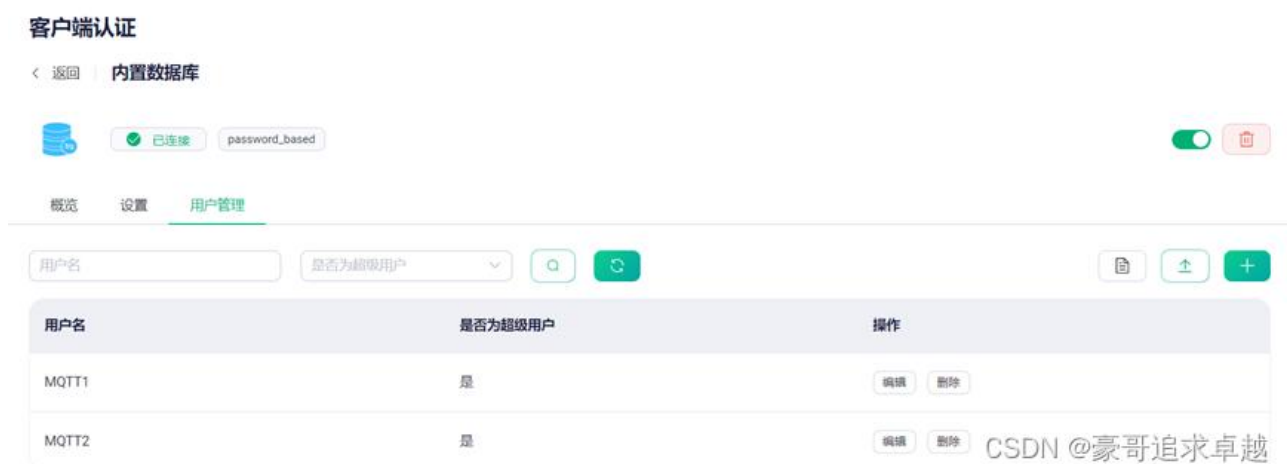 客户端认证
返回 内置数据库
已连接 password_based
概览 设置 用户管理
用户名 是否为超级用户
用户名 是否为超级用户 操作
MQTT1 是 编辑 删除
MQTT2 是 编辑 删除
CSDN @豪哥追求卓越